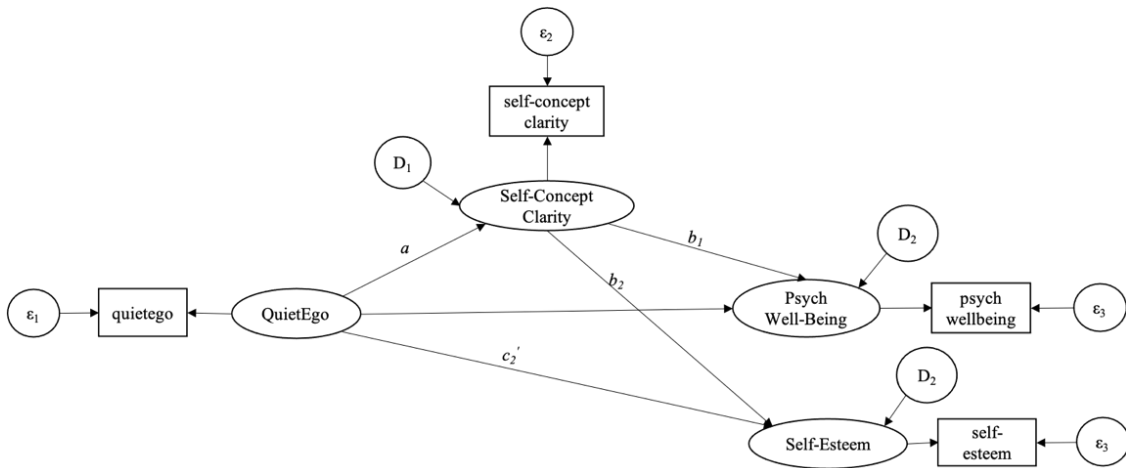 ε₂
self-concept
clarity
D₁
Self-Concept
Clarity
a
b₁
b₂
D₂
ε₁
quietego
QuietEgo
Psych
Well-Being
psych
wellbeing
ε₃
c₂'
D₂
Self-Esteem
self-
esteem
ε₃